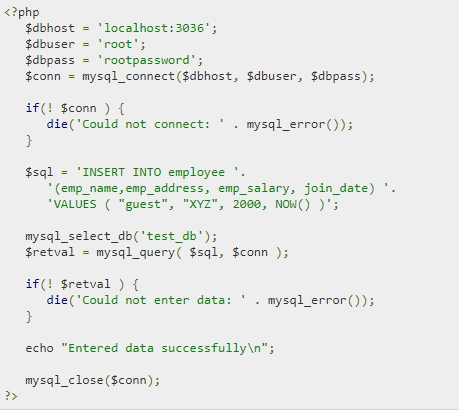 <?php
   $dbhost = 'localhost:3036';
   $dbuser = 'root';
   $dbpass = 'rootpassword';
   $conn = mysql_connect($dbhost, $dbuser, $dbpass);
   
   if(! $conn ) {
      die('Could not connect: ' . mysql_error());
   }
   
   $sql = 'INSERT INTO employee '.
      '(emp_name,emp_address, emp_salary, join_date) '.
      'VALUES ( "guest", "XYZ", 2000, NOW() )';
      
   mysql_select_db('test_db');
   $retval = mysql_query( $sql, $conn );
   
   if(! $retval ) {
      die('Could not enter data: ' . mysql_error());
   }
   
   echo "Entered data successfully\n";
   
   mysql_close($conn);
?>